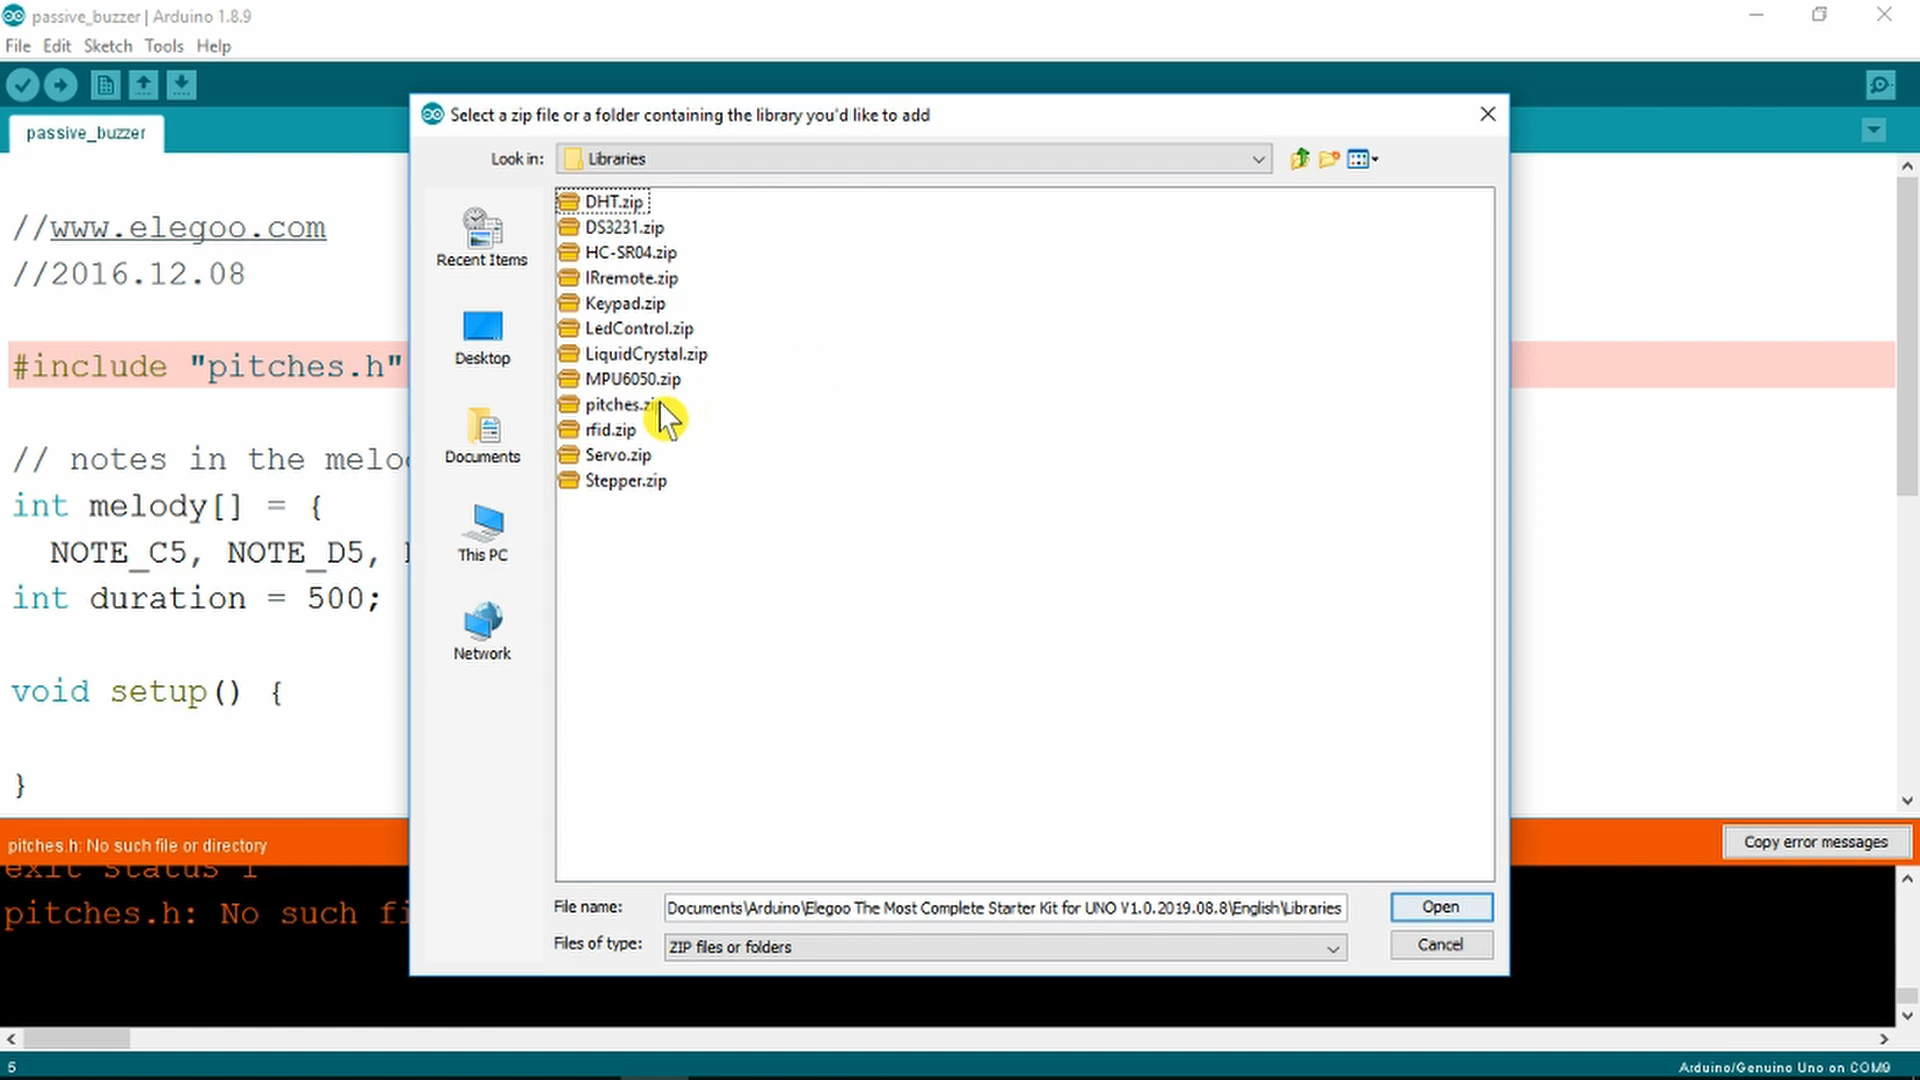 passive_buzzer | Arduino 1.8.9
File Edit Sketch Tools Help
passive_buzzer
//www.elegoo.com
//2016.12.08
#include "pitches.h"
// notes in the melo
int melody[] = {
NOTE_C5, NOTE_D5,
int duration = 500;
void setup() {
}
Select a zip file or a folder containing the library you'd like to add
Look in: Libraries
Recent Items
Desktop
Documents
This PC
Network
DHT.zip
DS3231.zip
HC-SR04.zip
IRremote.zip
Keypad.zip
LedControl.zip
LiquidCrystal.zip
MPU6050.zip
pitches.zip
rfid.zip
Servo.zip
Stepper.zip
File name: Documents\Arduino\Elegoo The Most Complete Starter Kit for UNO V1.0.2019.08.8\English\Libraries
Open
Files of type: ZIP files or folders
Cancel
pitches.h: No such file or directory
Copy error messages
exit status 1
pitches.h: No such fi
5
Arduino/Genuino Uno on COM9